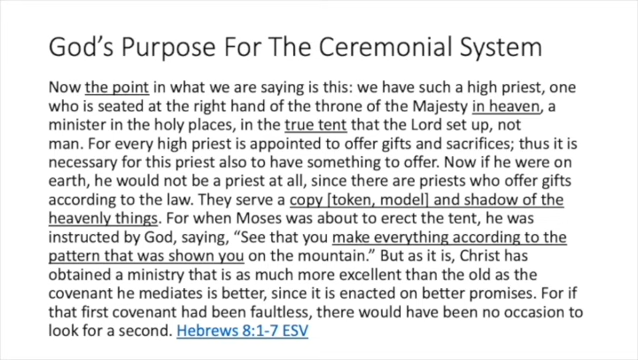 God's Purpose For The Ceremonial System
Now the point in what we are saying is this: we have such a high priest, one
who is seated at the right hand of the throne of the Majesty in heaven, a
minister in the holy places, in the true tent that the Lord set up, not
man. For every high priest is appointed to offer gifts and sacrifices; thus it is
necessary for this priest also to have something to offer. Now if he were on
earth, he would not be a priest at all, since there are priests who offer gifts
according to the law. They serve a copy [token, model] and shadow of the
heavenly things. For when Moses was about to erect the tent, he was
instructed by God, saying, “See that you make everything according to the
pattern that was shown you on the mountain.” But as it is, Christ has
obtained a ministry that is as much more excellent than the old as the
covenant he mediates is better, since it is enacted on better promises. For if
that first covenant had been faultless, there would have been no occasion to
look for a second. Hebrews 8:1-7 ESV